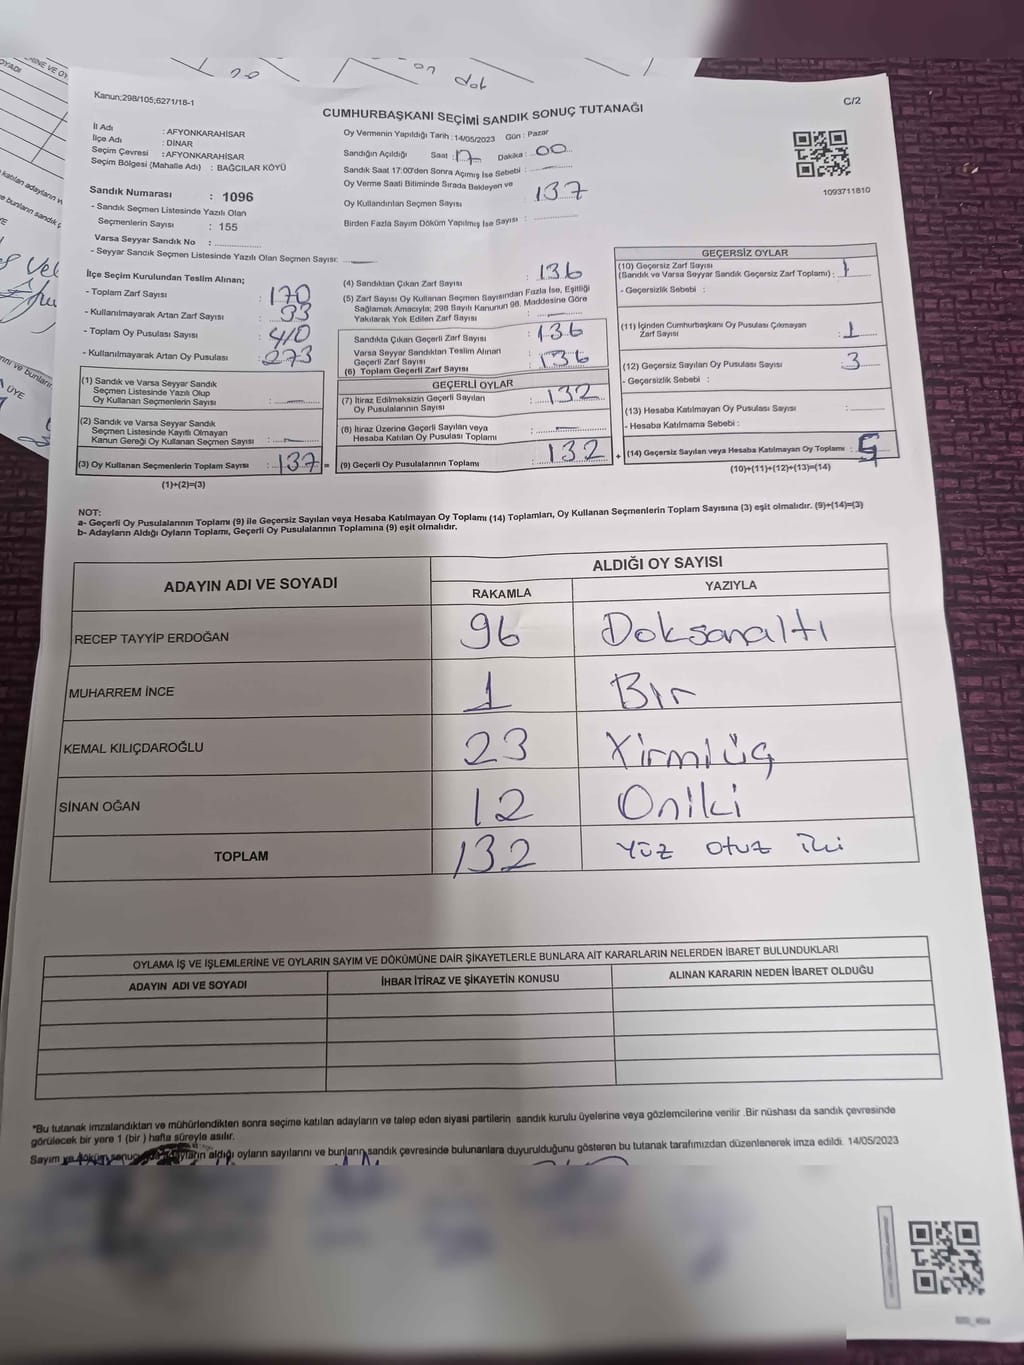 Kanun;298/105;6271/18-1
CUMHURBAŞKANI SEÇİMİ SANDIK SONUÇ TUTANAĞI
C/2
İl Adı : AFYONKARAHİSAR
İlçe Adı : DİNAR
Seçim Çevresi : AFYONKARAHİSAR
Seçim Bölgesi (Mahalle Adı) : BAĞCILAR KÖYÜ
Sandık Numarası : 1096
- Sandık Seçmen Listesinde Yazılı Olan
Seçmenlerin Sayısı : 155
Varsa Seyyar Sandık No :
- Seyyar Sandık Seçmen Listesinde Yazılı Olan Seçmen Sayısı:
Oy Vermenin Yapıldığı Tarih : 14/05/2023 Gün : Pazar
Sandığın Açıldığı Saat : 17 Dakika : 00
Sandık Saat 17:00'den Sonra Açımış İse Sebebi :
Oy Verme Saati Bitiminde Sırada Bekleyen ve
Oy Kullandırılan Seçmen Sayısı : 137
Birden Fazla Sayım Döküm Yapılmış İse Sayısı :
1093711810
İlçe Seçim Kurulundan Teslim Alınan;
- Toplam Zarf Sayısı : 170
- Kullanılmayarak Artan Zarf Sayısı : 33
- Toplam Oy Pusulası Sayısı : 410
- Kullanılmayarak Artan Oy Pusulası : 273
(1) Sandık ve Varsa Seyyar Sandık
Seçmen Listesinde Yazılı Olup
Oy Kullanan Seçmenlerin Sayısı :
(2) Sandık ve Varsa Seyyar Sandık
Seçmen Listesinde Kayıtlı Olmayan
Kanun Gereği Oy Kullanan Seçmen Sayısı :
(3) Oy Kullanan Seçmenlerin Toplam Sayısı : 137 =
(1)+(2)=(3)
(4) Sandıktan Çıkan Zarf Sayısı : 136
(5) Zarf Sayısı Oy Kullanan Seçmen Sayısından Fazla İse, Eşitliği
Sağlamak Amacıyla; 298 Sayılı Kanunun 98. Maddesine Göre
Yakılarak Yok Edilen Zarf Sayısı :
Sandıkta Çıkan Geçerli Zarf Sayısı : 136
Varsa Seyyar Sandıktan Teslim Alınan
Geçerli Zarf Sayısı : 136
(6) Toplam Geçerli Zarf Sayısı
GEÇERLİ OYLAR
(7) İtiraz Edilmeksizin Geçerli Sayılan
Oy Pusulasının Sayısı : 132
(8) İtiraz Üzerine Geçerli Sayılan veya
Hesaba Katılan Oy Pusulası Toplamı :
(9) Geçerli Oy Pusulalarının Toplamı : 132 +
GEÇERSİZ OYLAR
(10) Geçersiz Zarf Sayısı
(Sandık ve Varsa Seyyar Sandık Geçersiz Zarf Toplamı) : 1
- Geçersizlik Sebebi :
(11) İçinden Cumhurbaşkanı Oy Pusulası Çıkmayan
Zarf Sayısı : 1
(12) Geçersiz Sayılan Oy Pusulası Sayısı : 3
- Geçersizlik Sebebi :
(13) Hesaba Katılmayan Oy Pusulası Sayısı :
- Hesaba Katılmama Sebebi :
(14) Geçersiz Sayılan veya Hesaba Katılmayan Oy Toplamı : 5
(10)+(11)+(12)+(13)=(14)
NOT:
a- Geçerli Oy Pusulalarının Toplamı (9) ile Geçersiz Sayılan veya Hesaba Katılmayan Oy Toplamı (14) Toplamları, Oy Kullanan Seçmenlerin Toplam Sayısına (3) eşit olmalıdır. (9)+(14)=(3)
b- Adayların Aldığı Oyların Toplamı, Geçerli Oy Pusulalarının Toplamına (9) eşit olmalıdır.
ADAYIN ADI VE SOYADI
ALDIĞI OY SAYISI
RAKAMLA YAZIYLA
RECEP TAYYİP ERDOĞAN 96 Doksanaltı
MUHARREM İNCE 1 Bir
KEMAL KILIÇDAROĞLU 23 Yirmiüç
SİNAN OĞAN 12 Oniki
TOPLAM 132 Yüz otuz iki
OYLAMA İŞ VE İŞLEMLERİNE VE OYLARIN SAYIM VE DÖKÜMÜNE DAİR ŞİKAYETLERLE BUNLARA AİT KARARLARIN NELERDEN İBARET BULUNDUKLARI
ADAYIN ADI VE SOYADI İHBAR İTİRAZ VE ŞİKAYETİN KONUSU ALINAN KARARIN NEDEN İBARET OLDUĞU
*Bu tutanak imzalandıktan ve mühürlendikten sonra seçime katılan adayların ve talep eden siyasi partilerin sandık kurulu üyelerine veya gözlemcilerine verilir .Bir nüshası da sandık çevresinde
görülecek bir yere 1 (bir ) hafta süreyle asılır.
Sayım ve döküm sonucunda adayların aldığı oyların sayılarını ve bunların sandık çevresinde bulunanlara duyurulduğunu gösteren bu tutanak tarafımızdan düzenlenerek imza edildi. 14/05/2023